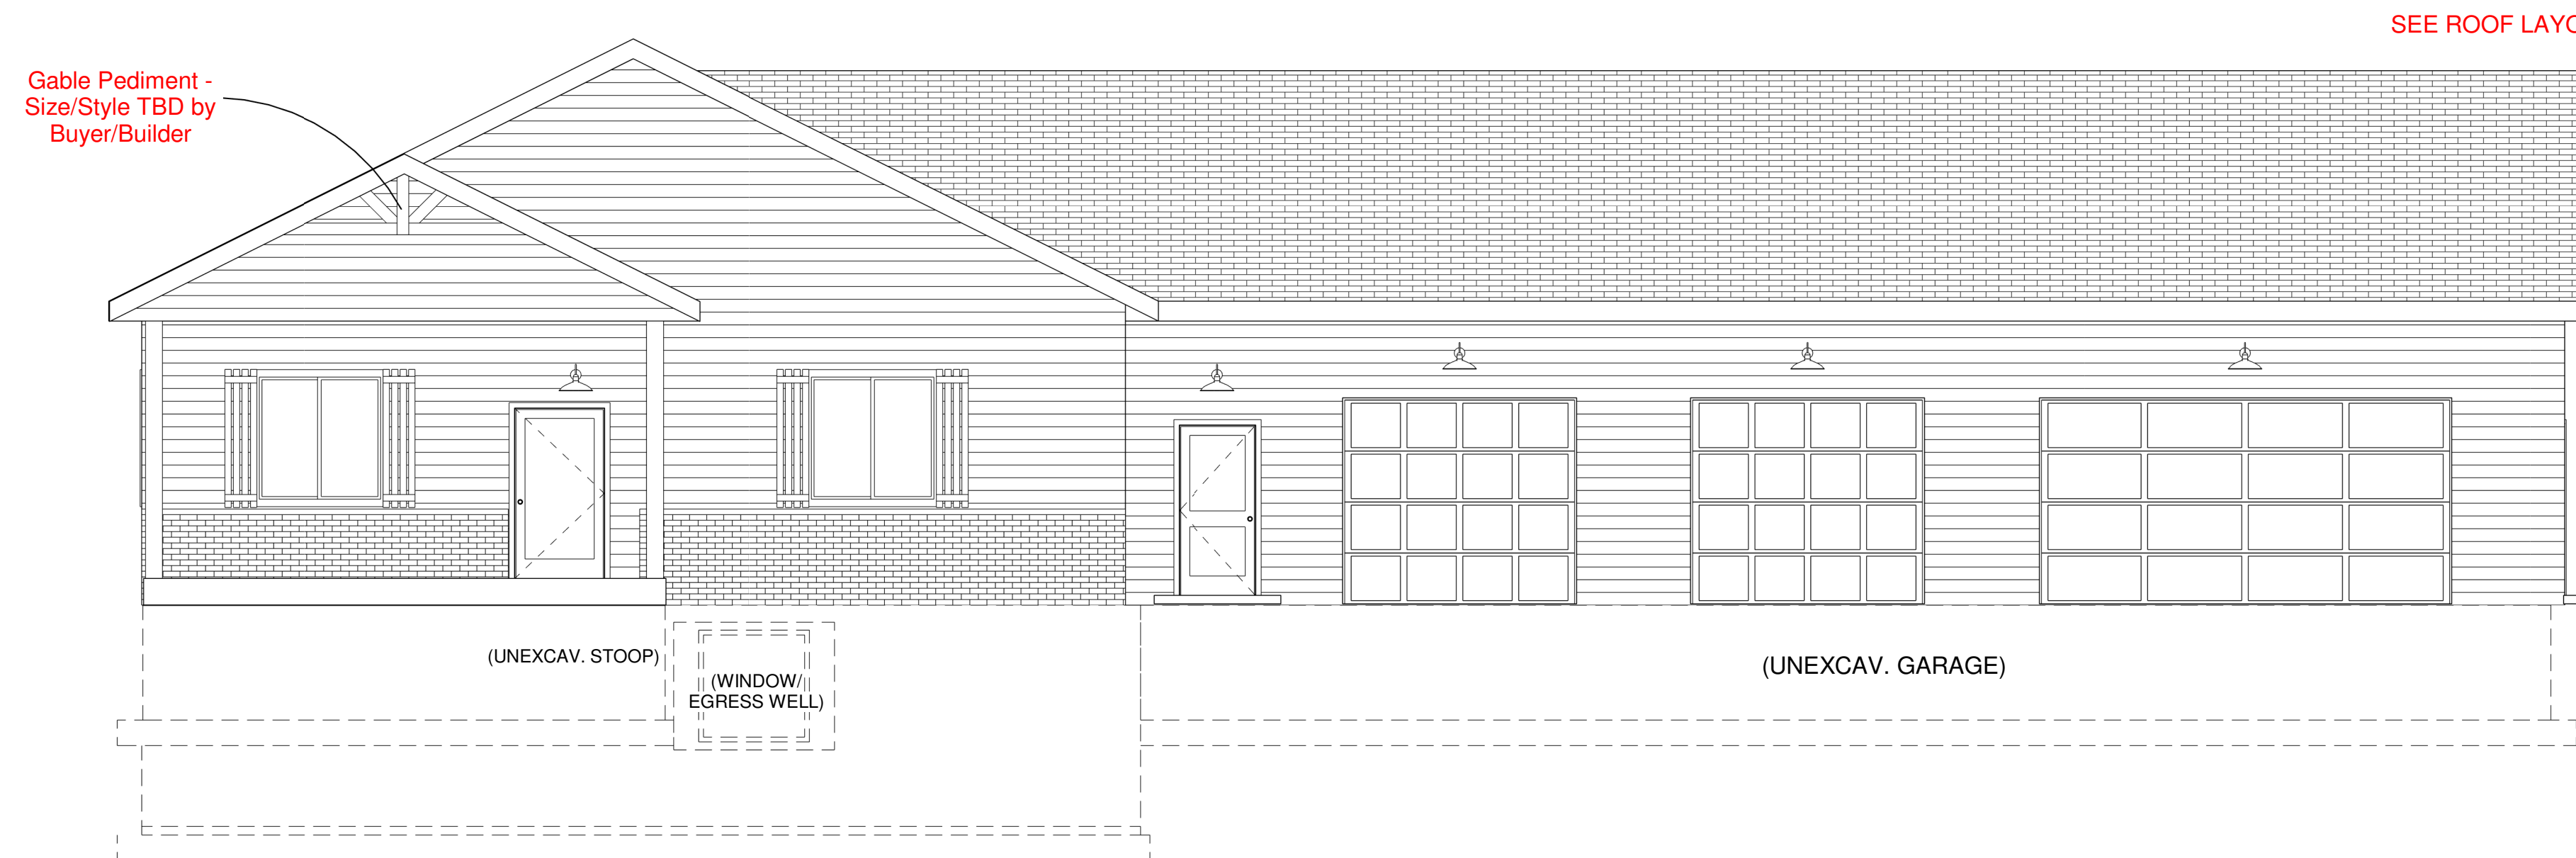 SEE ROOF LAYO
Gable Pediment -
Size/Style TBD by
Buyer/Builder
(UNEXCAV. STOOP)
(WINDOW/
EGRESS WELL)
(UNEXCAV. GARAGE)